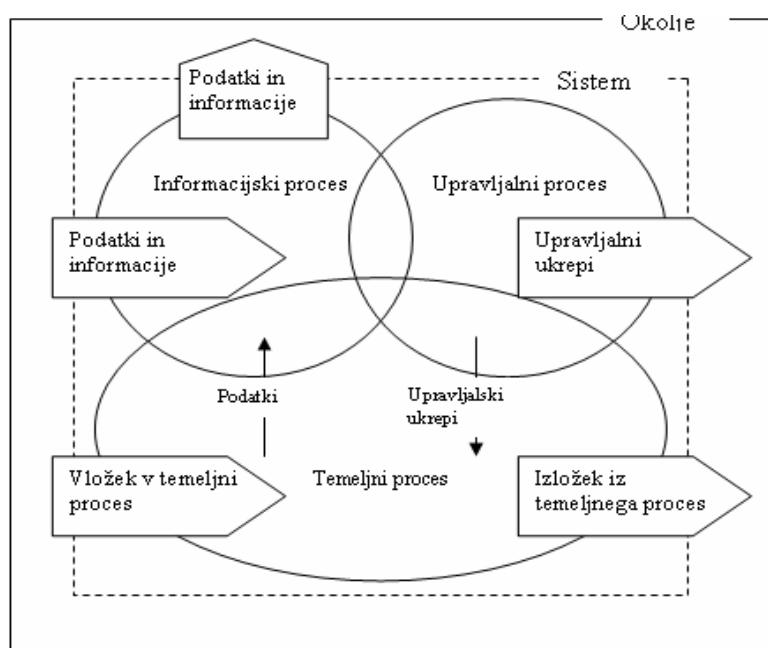 Okolje
Podatki in
informacije
Sistem
Informacijski proces
Upravljalni proces
Podatki in
informacije
Upravljalni
ukrepi
Podatki
Upravljalski
ukrepi
Vložek v temeljni
proces
Temeljni proces
Izložek iz
temeljnega proces